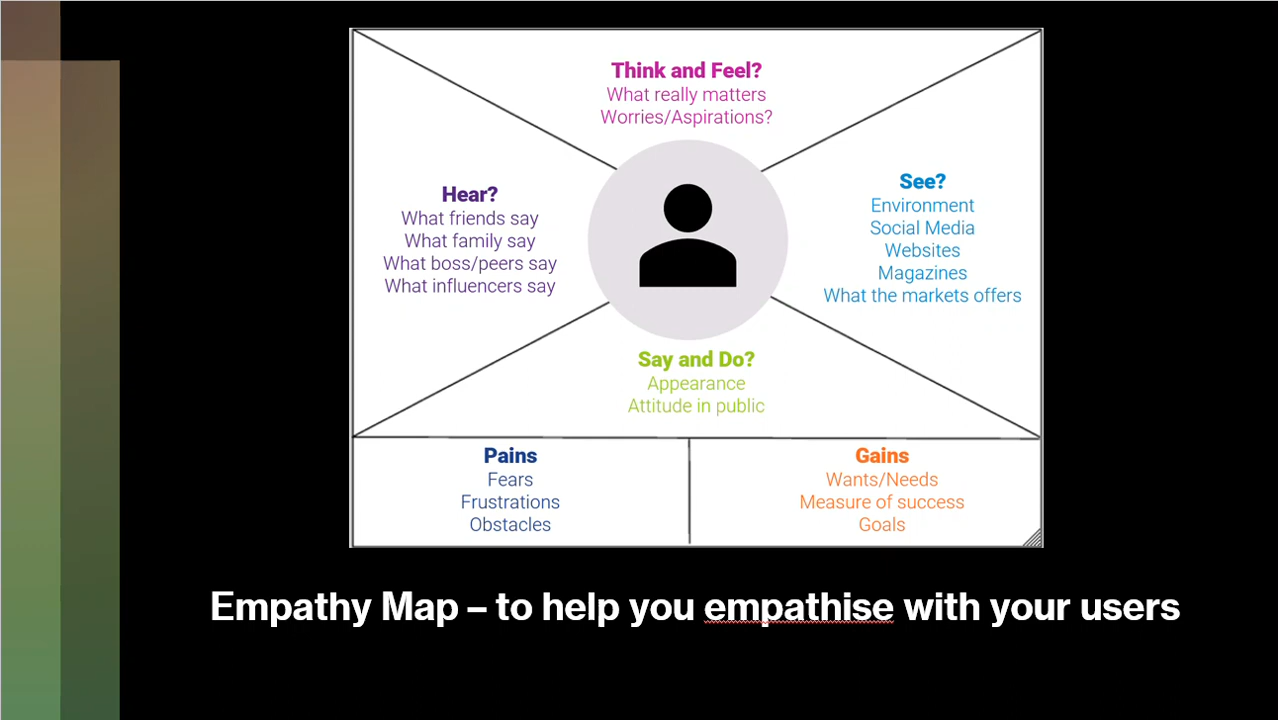 Think and Feel?
What really matters
Worries/Aspirations?
Hear?
What friends say
What family say
What boss/peers say
What influencers say
See?
Environment
Social Media
Websites
Magazines
What the markets offers
Say and Do?
Appearance
Attitude in public
Pains
Fears
Frustrations
Obstacles
Gains
Wants/Needs
Measure of success
Goals
Empathy Map – to help you empathise with your users